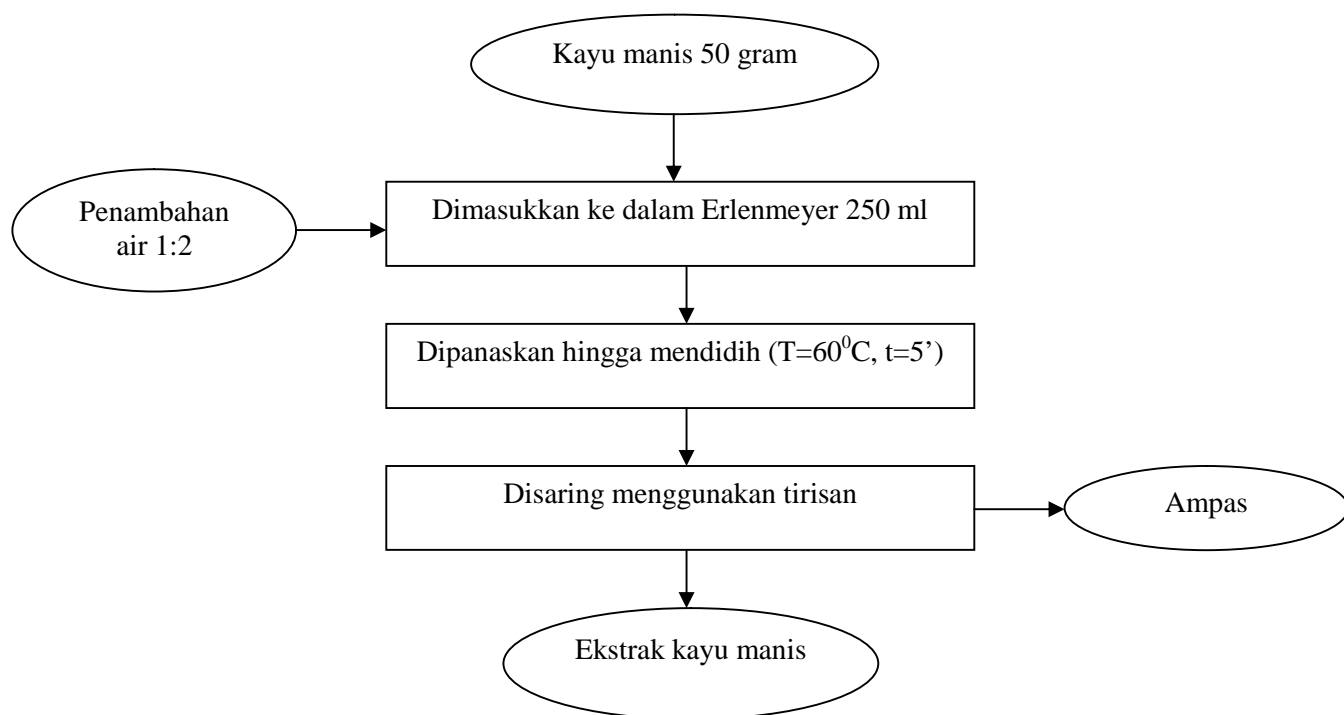 Kayu manis 50 gram
Penambahan
air 1:2
Dimasukkan ke dalam Erlenmeyer 250 ml
Dipanaskan hingga mendidih (T=60⁰C, t=5’)
Disaring menggunakan tirisan
Ampas
Ekstrak kayu manis